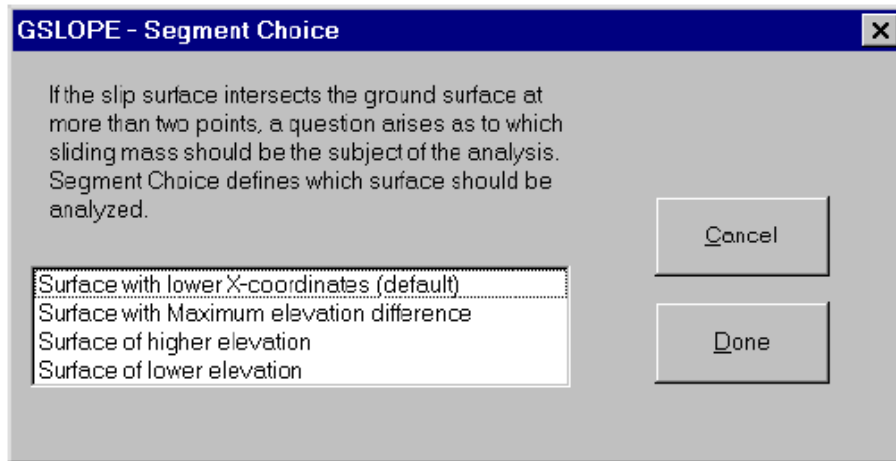 GSLOPE - Segment Choice
If the slip surface intersects the ground surface at
more than two points, a question arises as to which
sliding mass should be the subject of the analysis.
Segment Choice defines which surface should be
analyzed.
Cancel
Surface with lower X-coordinates (default)
Surface with Maximum elevation difference
Surface of higher elevation
Surface of lower elevation
Done